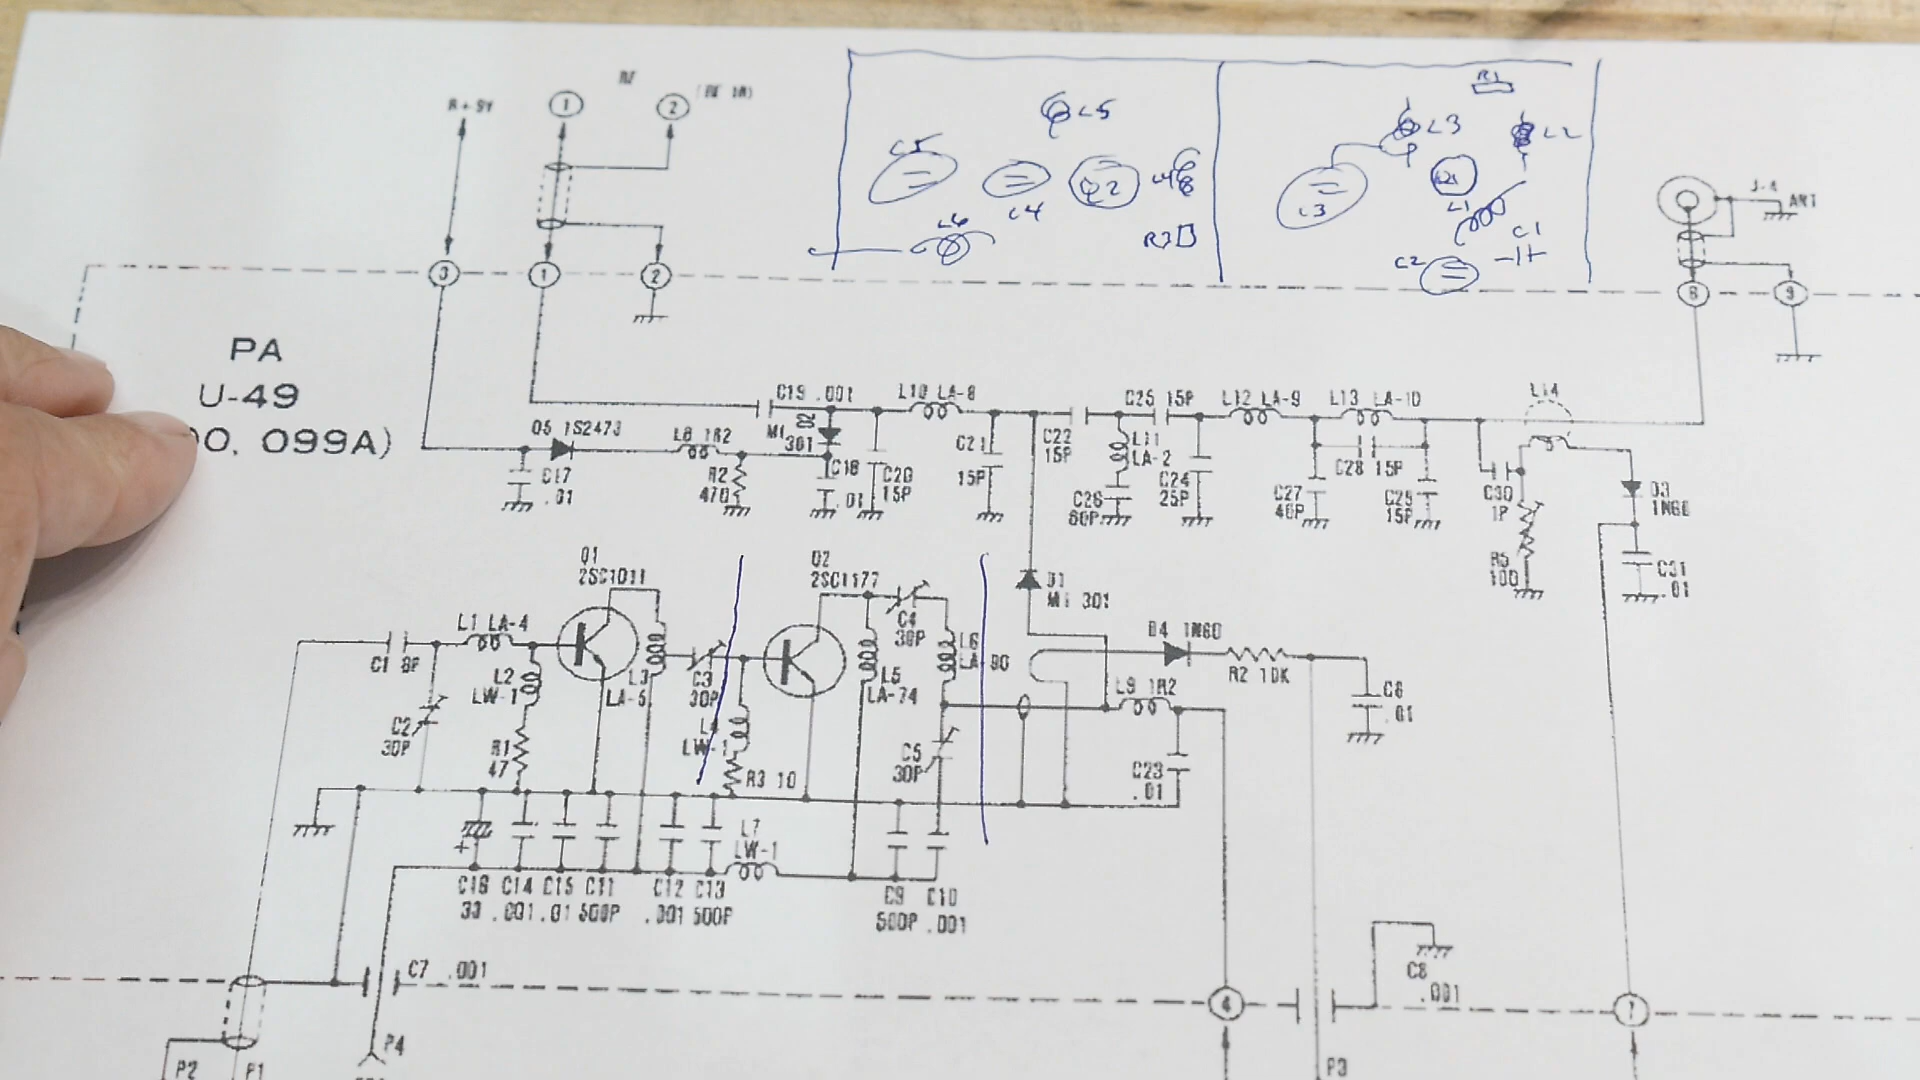 R+9V
1
2
R1
L5
L3
L2
C5
C4
Q2
L6
R3
C3
L1
C1
C2
J-4
ANT
3
1
2
8
9
PA
U-49
O, 099A)
C19 .001
L10 LA-8
C25 15P
L12 LA-9
L13 LA-10
L14
D5 1S2473
L8 1R2
M1 301
C17
.01
R2
470
C18
.01
C20
15P
C21
15P
C22
15P
L11
LA-2
C26
60P
C24
25P
C27
40P
C28 15P
C29
15P
C30
1P
R5
100
D3
1N60
C31
.01
Q1
2SC1011
Q2
2SC1177
D1
M1 301
L1 LA-4
C1 8P
L2
LW-1
L3
LA-5
C3
30P
C4
30P
L5
LA-74
L6
LA-90
D4 1N60
R2 10K
C6
.01
L9 1R2
C2
30P
R1
47
L4
LW-1
R3 10
C5
30P
C23
.01
L7
LW-1
C16 C14 C15 C11 C12 C13
33 .001 .01 500P .001 500P
C9 C10
500P .001
C7 .001
C8
.001
4
7
P4
P2
P1
P3